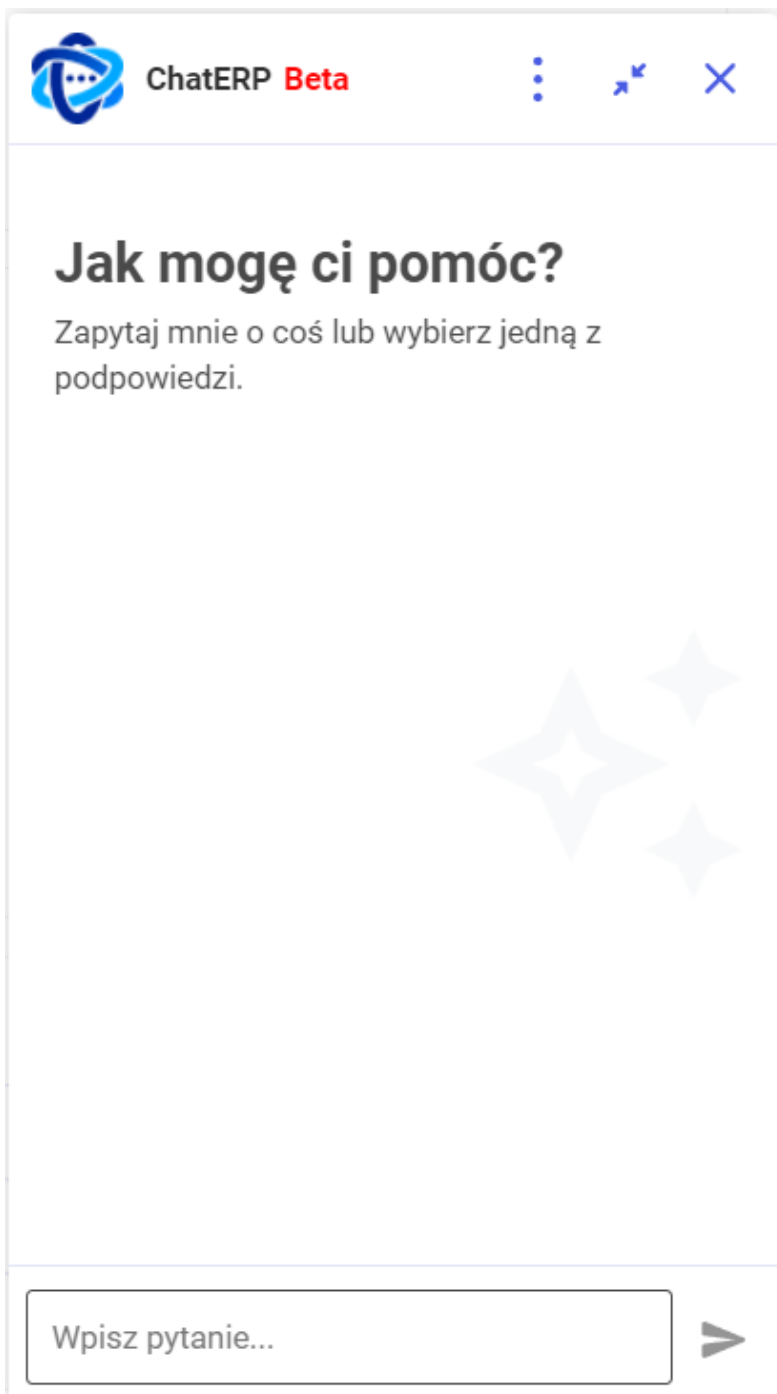 ChatERP Beta
Jak mogę ci pomóc?
Zapytaj mnie o coś lub wybierz jedną z
podpowiedzi.
Wpisz pytanie...